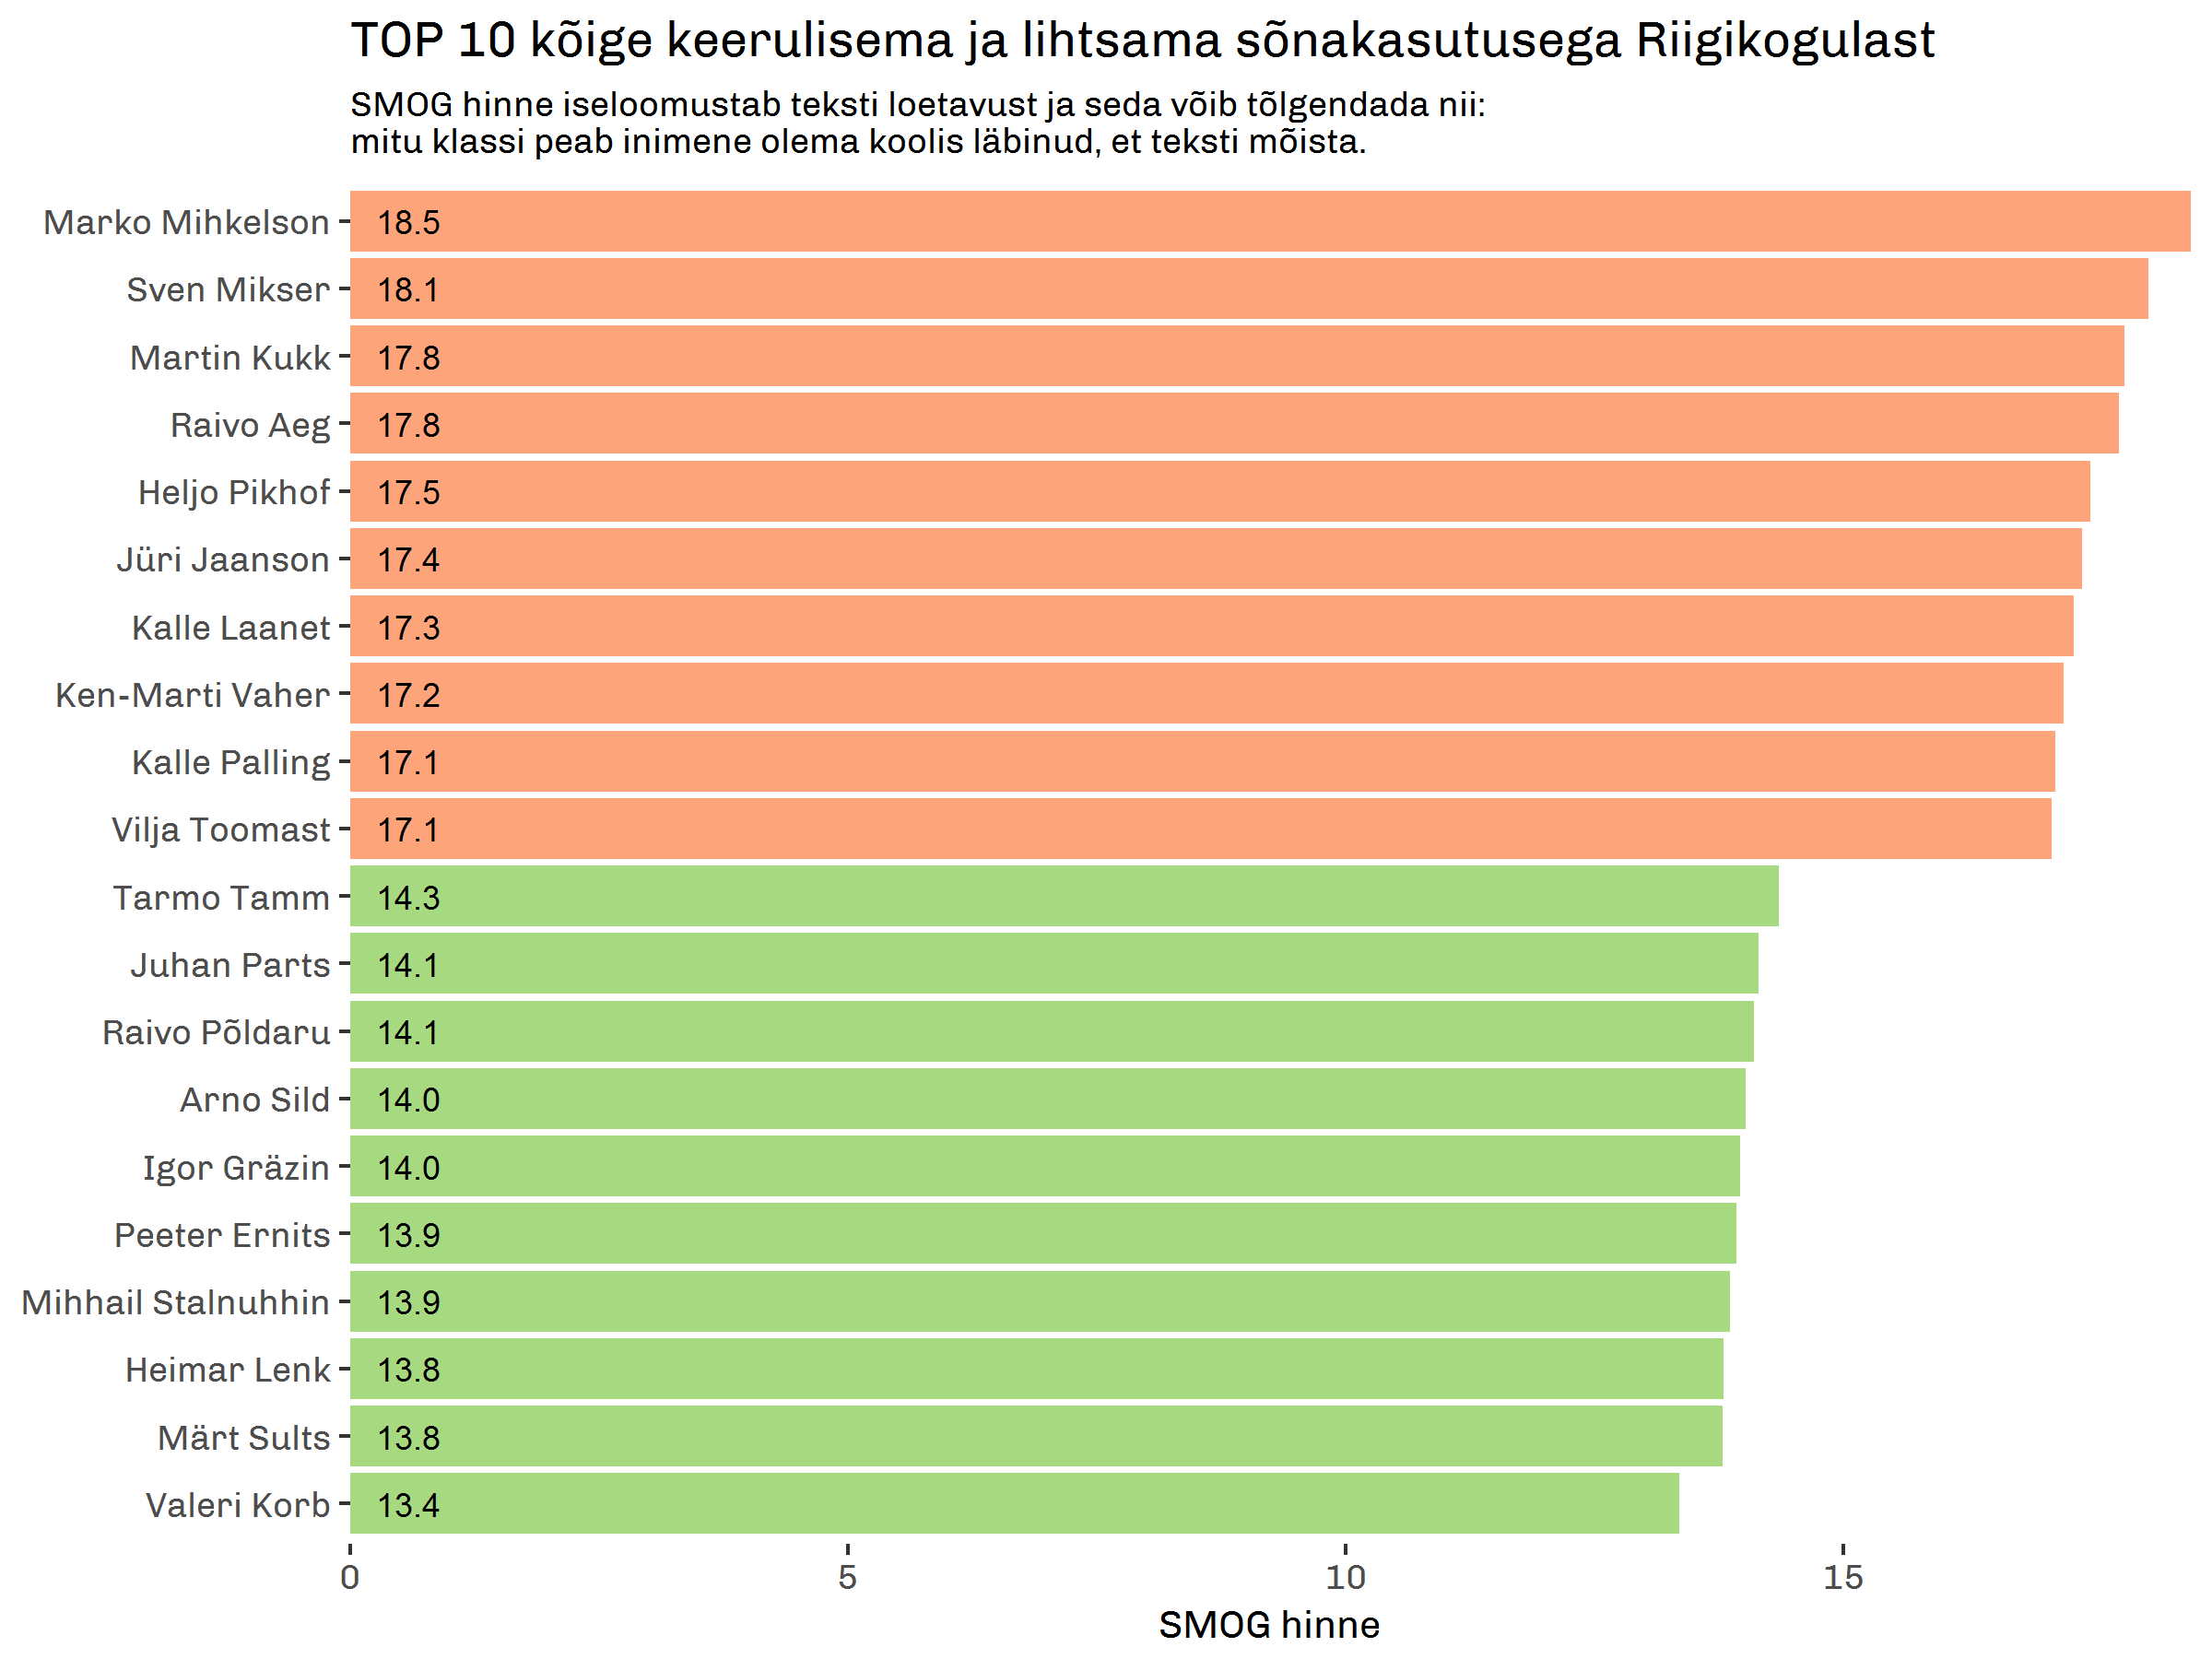 TOP 10 kõige keerulisema ja lihtsama sõnakasutusega Riigikogulast
SMOG hinne iseloomustab teksti loetavust ja seda võib tõlgendada nii:
mitu klassi peab inimene olema koolis läbinud, et teksti mõista.
Marko Mihkelson 18.5
Sven Mikser 18.1
Martin Kukk 17.8
Raivo Aeg 17.8
Heljo Pikhof 17.5
Jüri Jaanson 17.4
Kalle Laanet 17.3
Ken-Marti Vaher 17.2
Kalle Palling 17.1
Vilja Toomast 17.1
Tarmo Tamm 14.3
Juhan Parts 14.1
Raivo Põldaru 14.1
Arno Sild 14.0
Igor Gräzin 14.0
Peeter Ernits 13.9
Mihhail Stalnuhhin 13.9
Heimar Lenk 13.8
Märt Sults 13.8
Valeri Korb 13.4
0 5 10 15
SMOG hinne